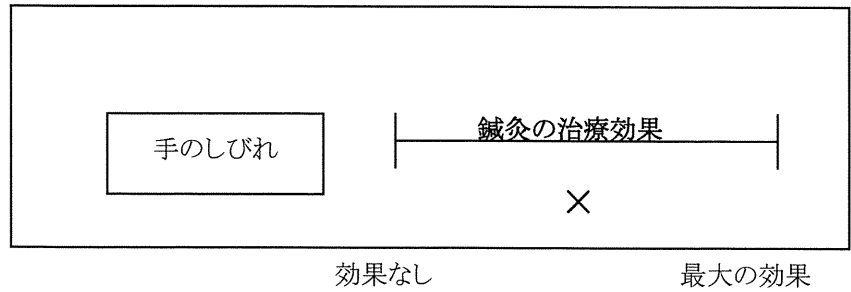 鍼灸の治療効果
手のしびれ
×
効果なし
最大の効果